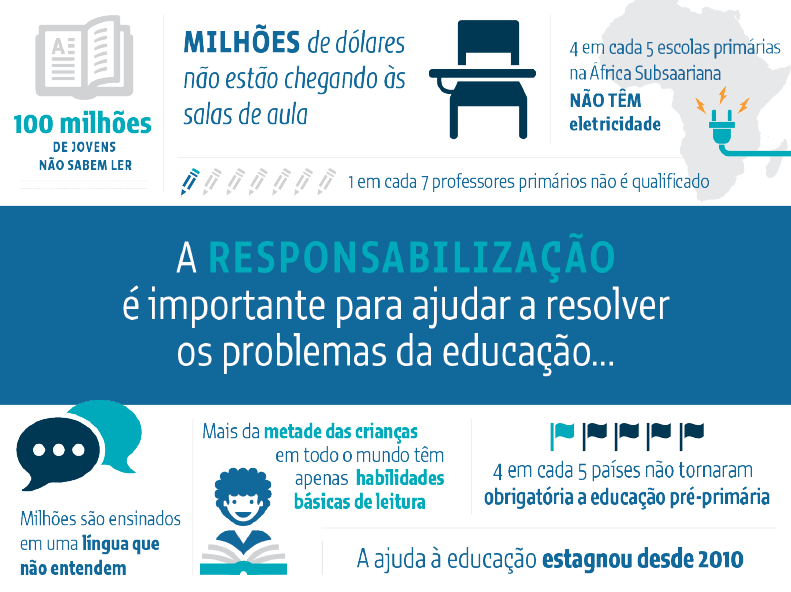 100 milhões
DE JOVENS
NÃO SABEM LER
MILHÕES de dólares
não estão chegando às
salas de aula
4 em cada 5 escolas primárias
na África Subsaariana
NÃO TÊM
eletricidade
1 em cada 7 professores primários não é qualificado
A RESPONSABILIZAÇÃO
é importante para ajudar a resolver
os problemas da educação...
Milhões são ensinados
em uma língua que
não entendem
Mais da metade das crianças
em todo o mundo têm
apenas habilidades
básicas de leitura
4 em cada 5 países não tornaram
obrigatória a educação pré-primária
A ajuda à educação estagnou desde 2010